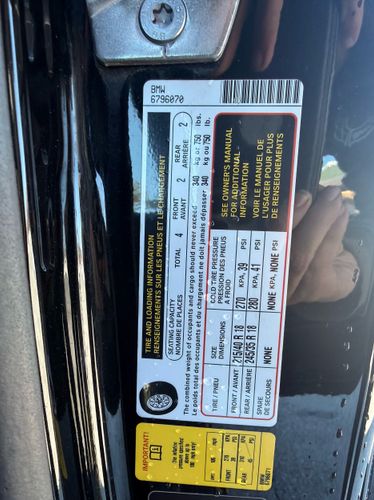 BMW
6796070
TIRE AND LOADING INFORMATION
RENSEIGNEMENTS SUR LES PNEUS ET LE CHARGEMENT
SEATING CAPACITY
NOMBRE DE PLACES
TOTAL 4
FRONT 2
AVANT
REAR 2
ARRIÈRE
The combined weight of occupants and cargo should never exceed 340 kg or 750 lbs.
Le poids total des occupants et du chargement ne doit jamais dépasser 340 kg ou 750 lb.
TIRE / PNEU
SIZE
DIMENSIONS
COLD TIRE PRESSURE
PRESSION DES PNEUS
A FROID
FRONT / AVANT 215/40 R 18 270 KPA, 39 PSI
REAR / ARRIÈRE 245/35 R 18 280 KPA, 41 PSI
SPARE
DE SECOURS
NONE NONE KPA, NONE PSI
SEE OWNER'S MANUAL
FOR ADDITIONAL
INFORMATION
VOIR LE MANUEL DE
L'USAGER POUR PLUS
DE RENSEIGNEMENTS
IMPORTANT!
FRONT
REAR
BMW